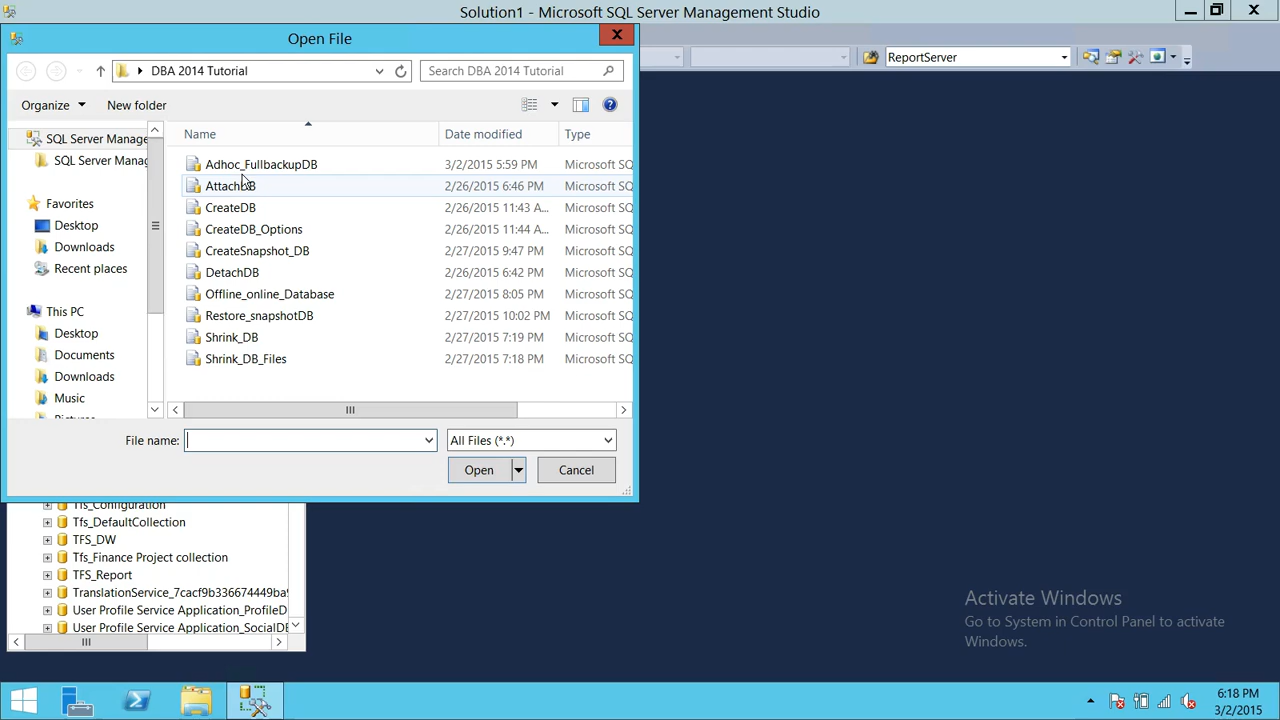 Solution1 - Microsoft SQL Server Management Studio
Open File
DBA 2014 Tutorial
Search DBA 2014 Tutorial
ReportServer
Organize
New folder
SQL Server Manage
SQL Server Manag
Favorites
Desktop
Downloads
Recent places
This PC
Desktop
Documents
Downloads
Music
Name Date modified Type
Adhoc_FullbackupDB 3/2/2015 5:59 PM Microsoft SQ
AttachDB 2/26/2015 6:46 PM Microsoft SQ
CreateDB 2/26/2015 11:43 A... Microsoft SQ
CreateDB_Options 2/26/2015 11:44 A... Microsoft SQ
CreateSnapshot_DB 2/27/2015 9:47 PM Microsoft SQ
DetachDB 2/26/2015 6:42 PM Microsoft SQ
Offline_online_Database 2/27/2015 8:05 PM Microsoft SQ
Restore_snapshotDB 2/27/2015 10:02 PM Microsoft SQ
Shrink_DB 2/27/2015 7:19 PM Microsoft SQ
Shrink_DB_Files 2/27/2015 7:18 PM Microsoft SQ
File name:
All Files (*.*)
Open
Cancel
Tfs_Configuration
Tfs_DefaultCollection
TFS_DW
Tfs_Finance Project collection
TFS_Report
TranslationService_7cacf9b336674449ba
User Profile Service Application_ProfileD
User Profile Service Application_SocialDB
Activate Windows
Go to System in Control Panel to activate
Windows.
6:18 PM
3/2/2015